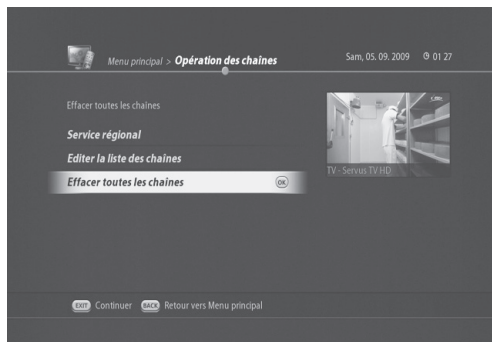 Menu principal > Opération des chaînes
Sam, 05. 09. 2009 01 27
Effacer toutes les chaînes
Service régional
Editer la liste des chaînes
Effacer toutes les chaînes OK
TV - Servus TV HD
EXIT Continuer BACK Retour vers Menu principal